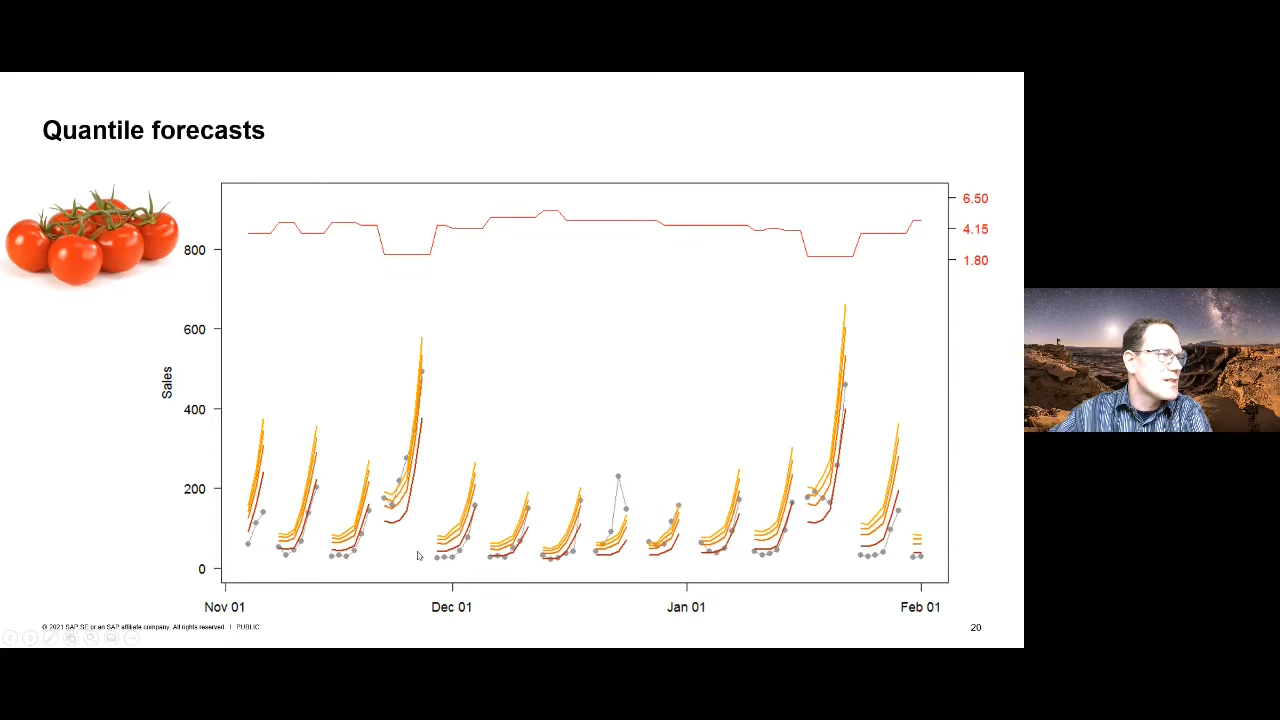 Quantile forecasts
6.50
4.15
1.80
800
600
400
200
0
Sales
Nov 01
Dec 01
Jan 01
Feb 01
© 2021 SAP SE or an SAP affiliate company. All rights reserved. I PUBLIC
20